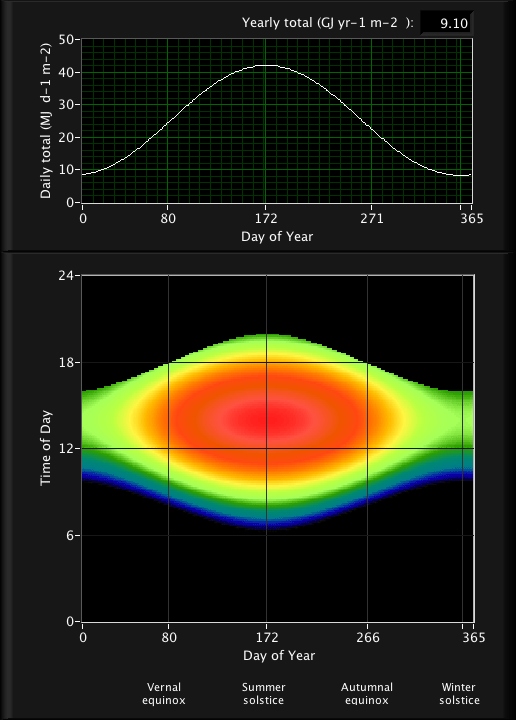 Yearly total (GJ yr-1 m-2 ): 9.10
50
40
30
20
10
0
Daily total (MJ d-1 m-2)
0 80 172 271 365
Day of Year
24
18
12
6
0
Time of Day
0 80 172 266 365
Day of Year
Vernal Summer Autumnal Winter
equinox solstice equinox solstice